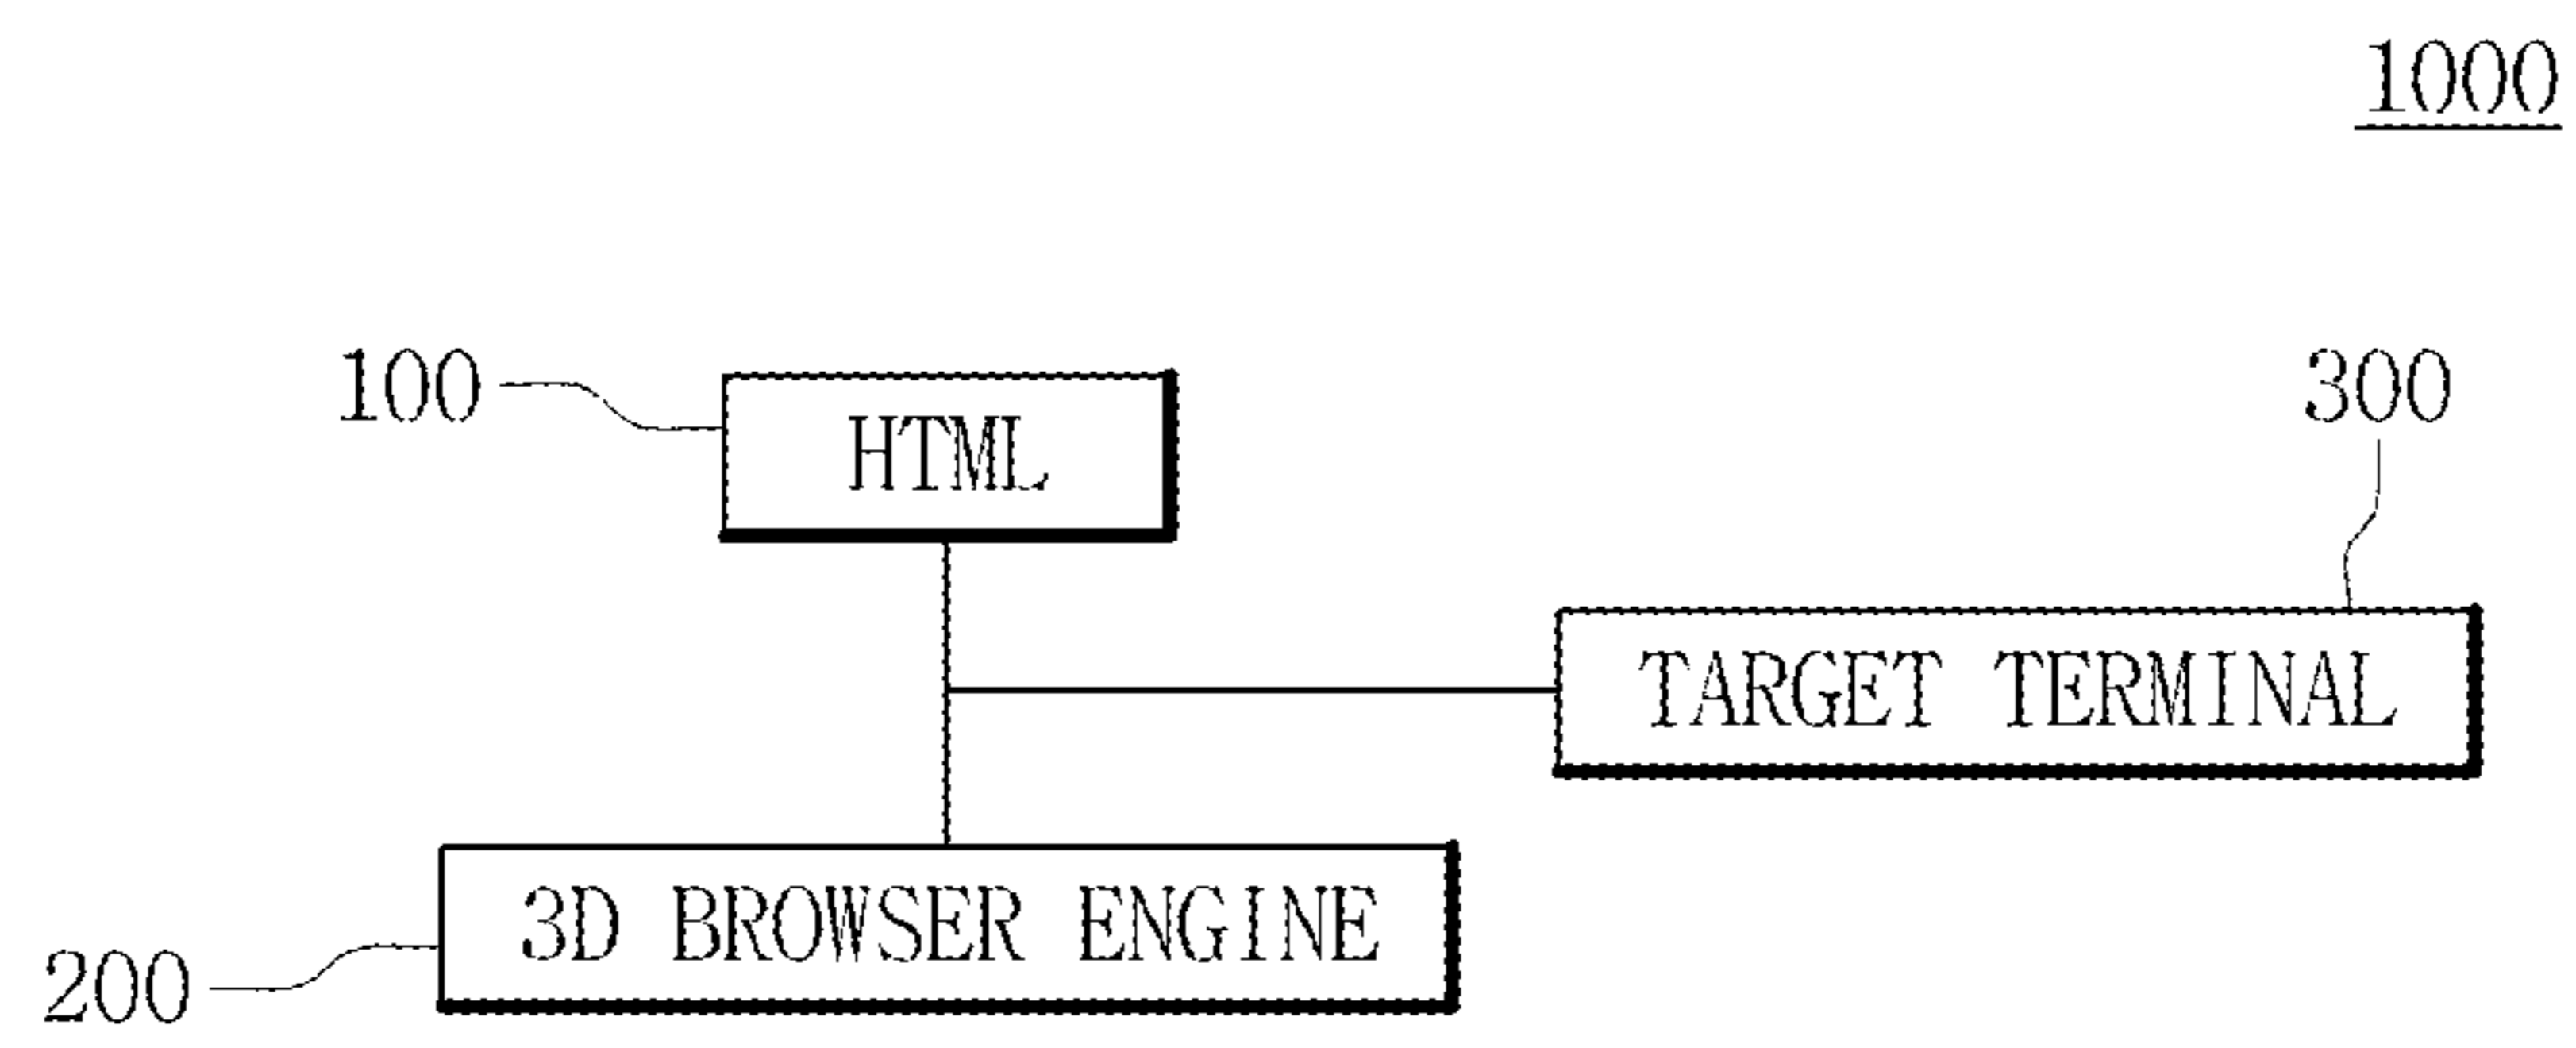 1000
100
HTML
300
TARGET TERMINAL
3D BROWSER ENGINE
200